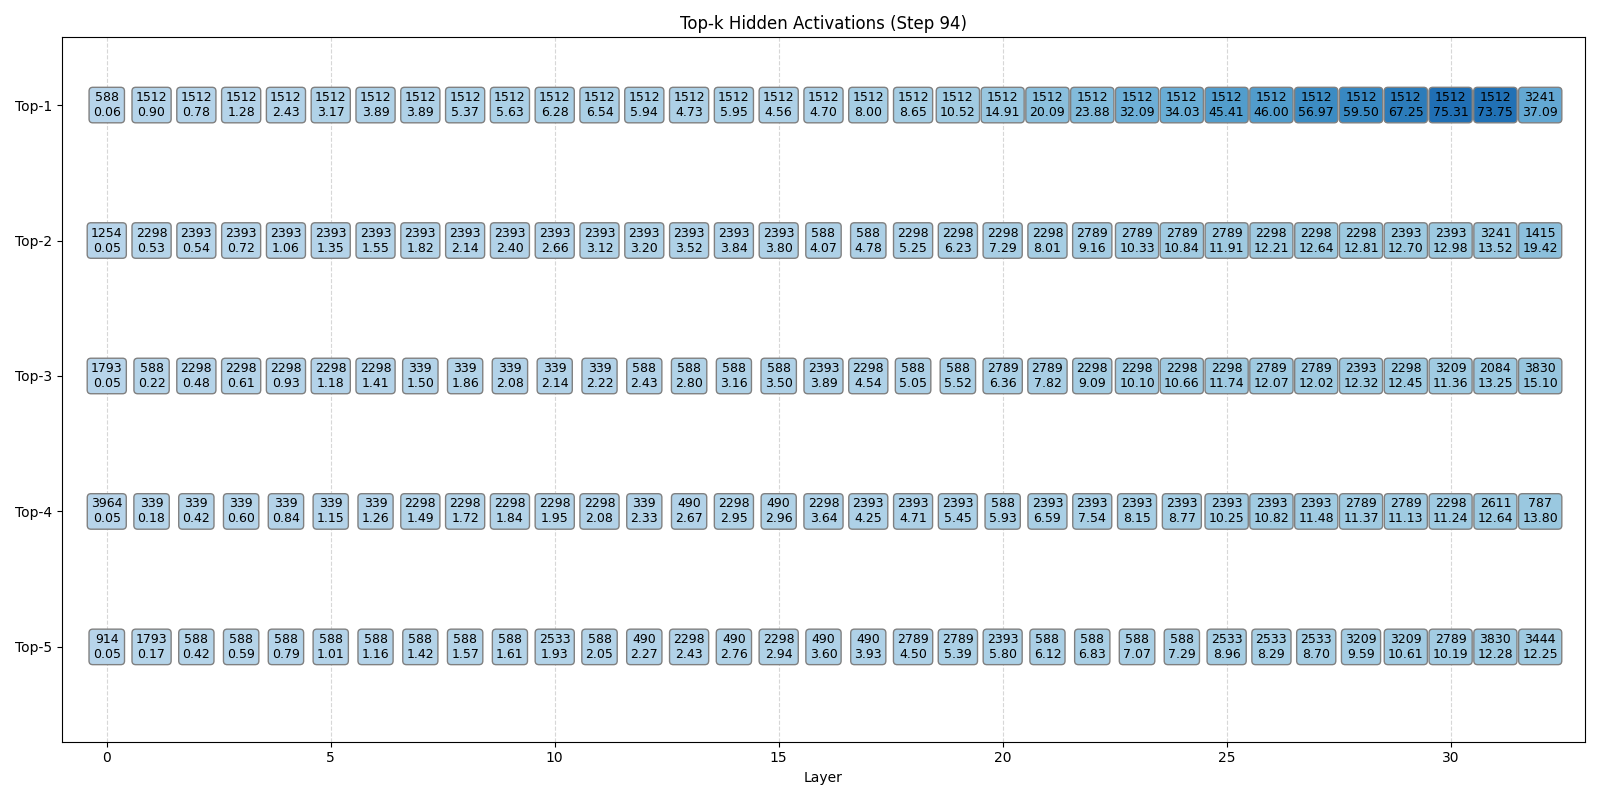 Top-k Hidden Activations (Step 94)
Top-1
588 1512 1512 1512 1512 1512 1512 1512 1512 1512 1512 1512 1512 1512 1512 1512 1512 1512 1512 1512 1512 1512 1512 1512 1512 1512 1512 1512 1512 1512 1512 1512 3241
0.06 0.90 0.78 1.28 2.43 3.17 3.89 3.89 5.37 5.63 6.28 6.54 5.94 4.73 5.95 4.56 4.70 8.00 8.65 10.52 14.91 20.09 23.88 32.09 34.03 45.41 46.00 56.97 59.50 67.25 75.31 73.75 37.09
Top-2
1254 2298 2393 2393 2393 2393 2393 2393 2393 2393 2393 2393 2393 2393 2393 2393 588 588 2298 2298 2298 2298 2789 2789 2789 2789 2298 2298 2298 2393 2393 3241 1415
0.05 0.53 0.54 0.72 1.06 1.35 1.55 1.82 2.14 2.40 2.66 3.12 3.20 3.52 3.84 3.80 4.07 4.78 5.25 6.23 7.29 8.01 9.16 10.33 10.84 11.91 12.21 12.64 12.81 12.70 12.98 13.52 19.42
Top-3
1793 588 2298 2298 2298 2298 2298 339 339 339 339 339 588 588 588 588 2393 2298 588 588 2789 2789 2298 2298 2298 2298 2789 2789 2393 2298 3209 2084 3830
0.05 0.22 0.48 0.61 0.93 1.18 1.41 1.50 1.86 2.08 2.14 2.22 2.43 2.80 3.16 3.50 3.89 4.54 5.05 5.52 6.36 7.82 9.09 10.10 10.66 11.74 12.07 12.02 12.32 12.45 11.36 13.25 15.10
Top-4
3964 339 339 339 339 339 339 2298 2298 2298 2298 2298 339 490 2298 490 2298 2393 2393 2393 588 2393 2393 2393 2393 2393 2393 2393 2789 2789 2298 2611 787
0.05 0.18 0.42 0.60 0.84 1.15 1.26 1.49 1.72 1.84 1.95 2.08 2.33 2.67 2.95 2.96 3.64 4.25 4.71 5.45 5.93 6.59 7.54 8.15 8.77 10.25 10.82 11.48 11.37 11.13 11.24 12.64 13.80
Top-5
914 1793 588 588 588 588 588 588 588 588 2533 588 490 2298 490 2298 490 490 2789 2789 2393 588 588 588 588 2533 2533 2533 3209 3209 2789 3830 3444
0.05 0.17 0.42 0.59 0.79 1.01 1.16 1.42 1.57 1.61 1.93 2.05 2.27 2.43 2.76 2.94 3.60 3.93 4.50 5.39 5.80 6.12 6.83 7.07 7.29 8.96 8.29 8.70 9.59 10.61 10.19 12.28 12.25
0 5 10 15 20 25 30
Layer